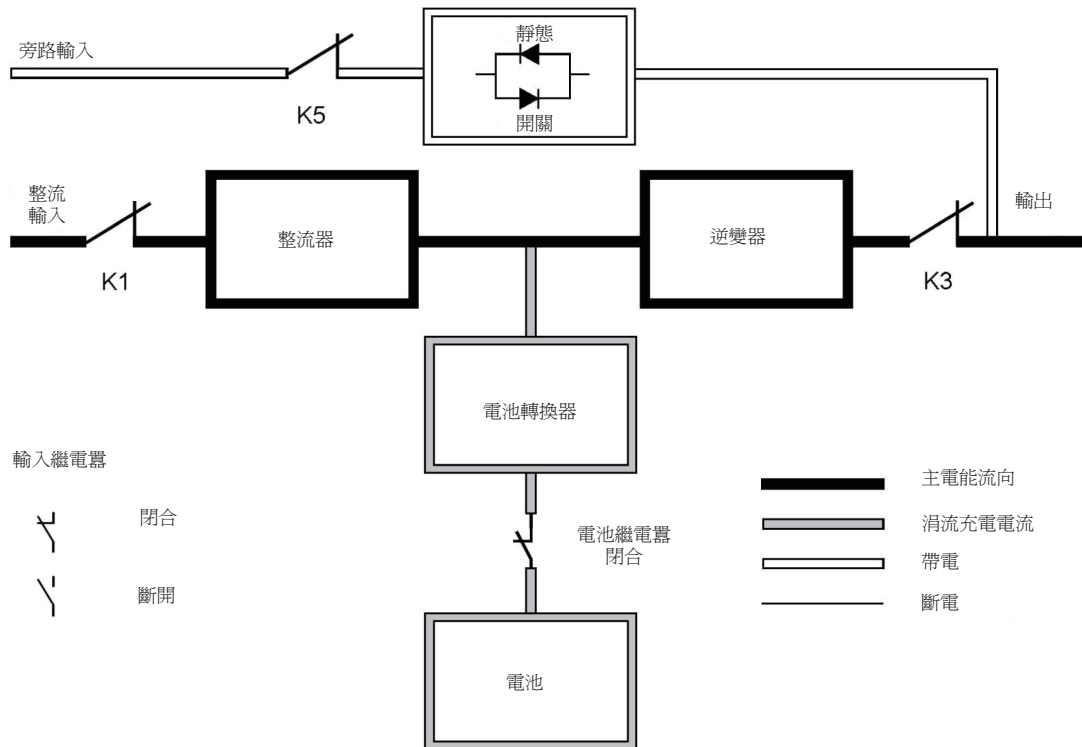 旁路輸入
靜態
K5
開關
整流
輸入
整流器
逆變器
輸出
K1
K3
電池轉換器
輸入繼電囂
閉合
斷開
電池繼電囂
閉合
主電能流向
涓流充電電流
帶電
斷電
電池